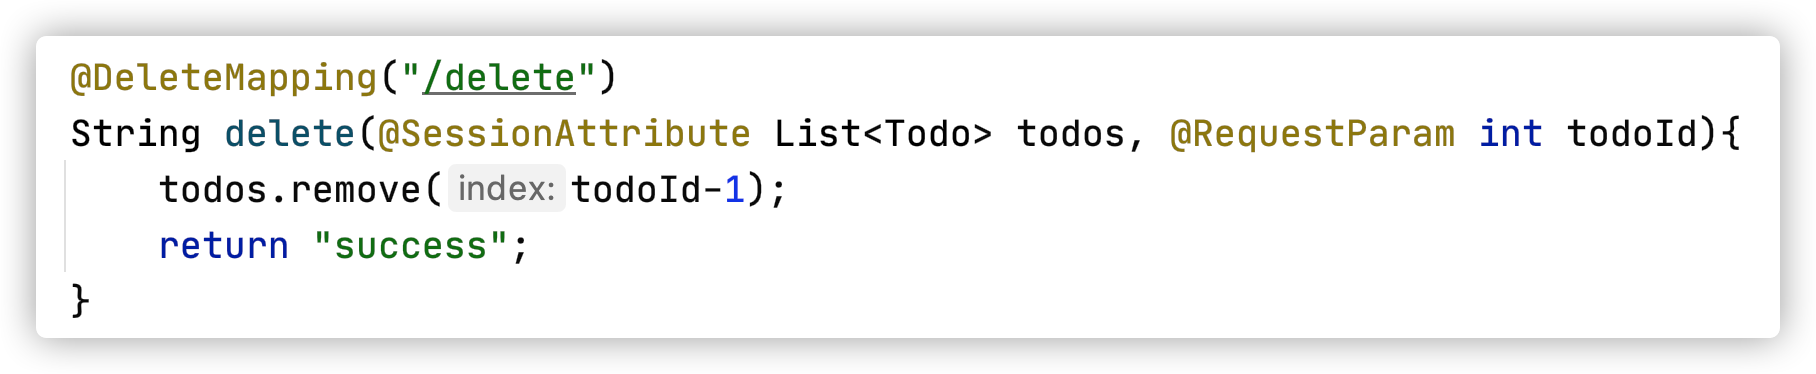 @DeleteMapping("/delete")
String delete(@SessionAttribute List<Todo> todos, @RequestParam int todoId){
    todos.remove( index: todoId-1);
    return "success";
}